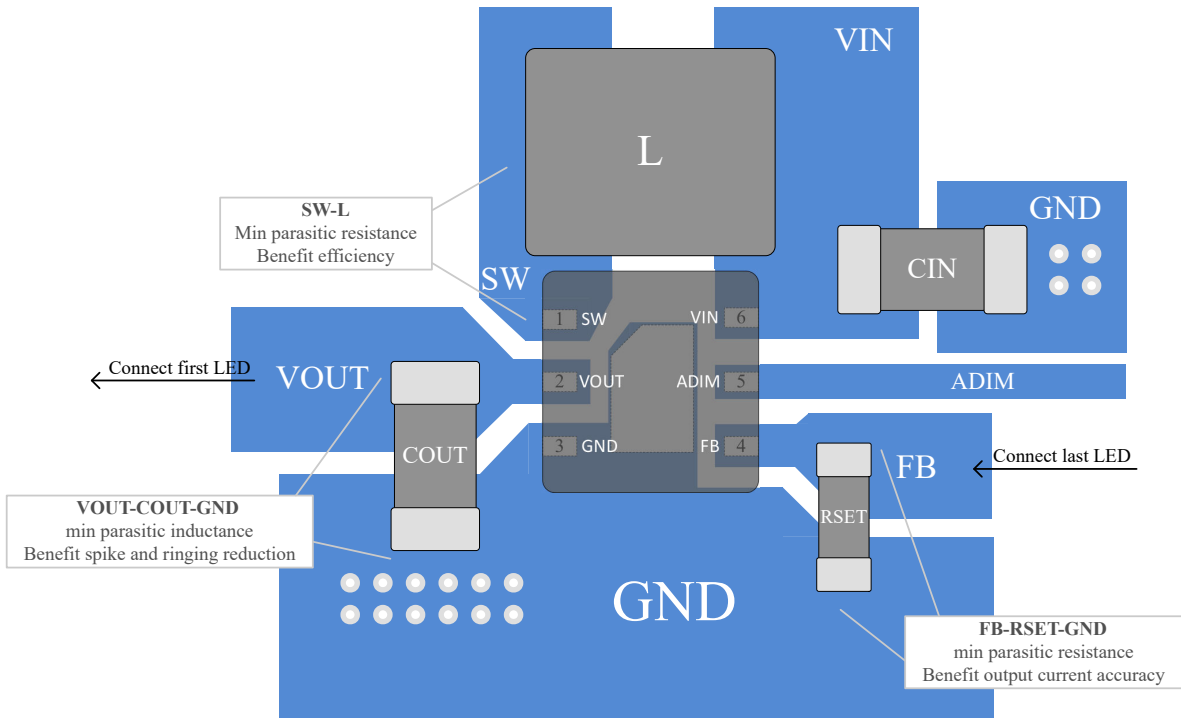 VIN
L
SW-L
Min parasitic resistance
Benefit efficiency
GND
CIN
SW
1 SW
VIN 6
Connect first LED
VOUT
2 VOUT
ADIM 5
ADIM
3 GND
FB 4
COUT
FB
Connect last LED
RSET
VOUT-COUT-GND
min parasitic inductance
Benefit spike and ringing reduction
GND
FB-RSET-GND
min parasitic resistance
Benefit output current accuracy